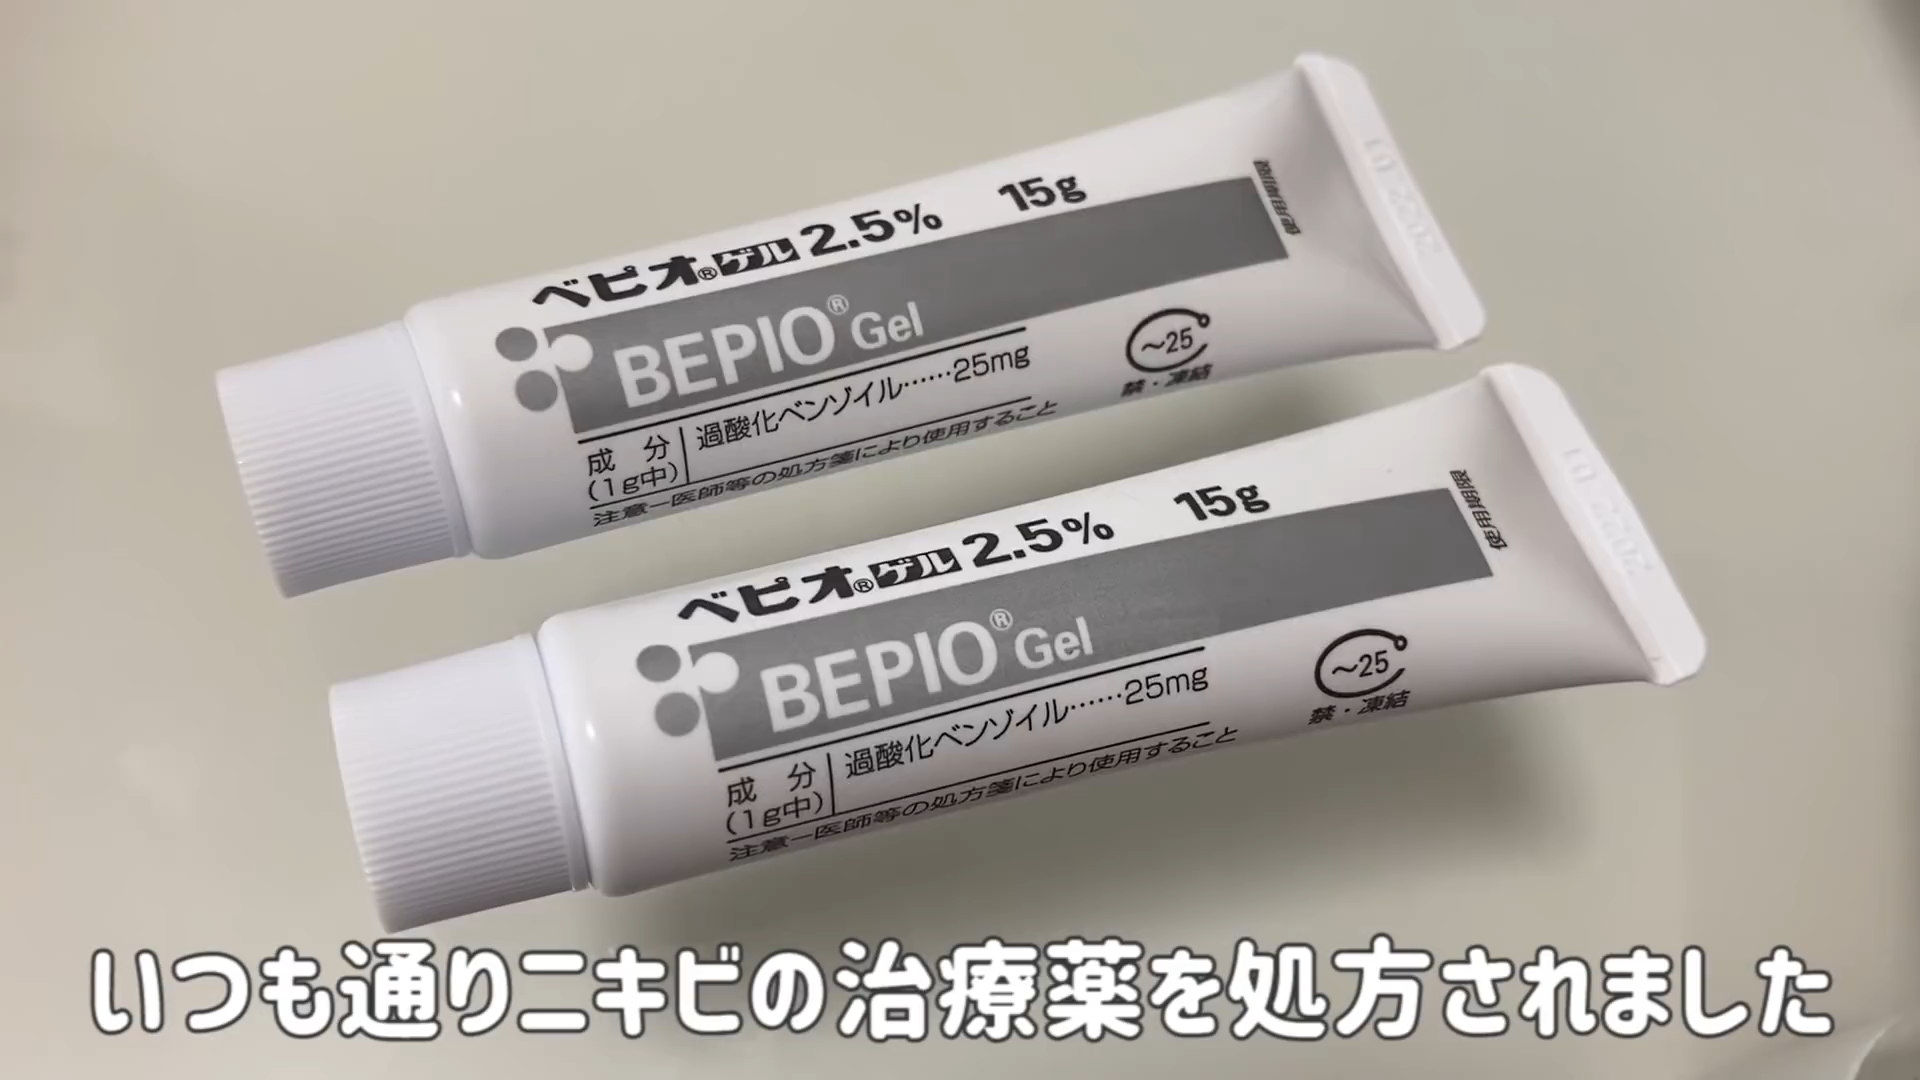 ベピオ®ゲル2.5% 15g
BEPIO® Gel
成 分
(1g中)
過酸化ベンゾイル……25mg
注意ー医師等の処方箋により使用すること
~25
禁・凍結
使用期限
2022.01
ベピオ®ゲル2.5% 15g
BEPIO® Gel
成 分
(1g中)
過酸化ベンゾイル……25mg
注意ー医師等の処方箋により使用すること
~25
禁・凍結
使用期限
2022.01
いつも通りニキビの治療薬を処方されました